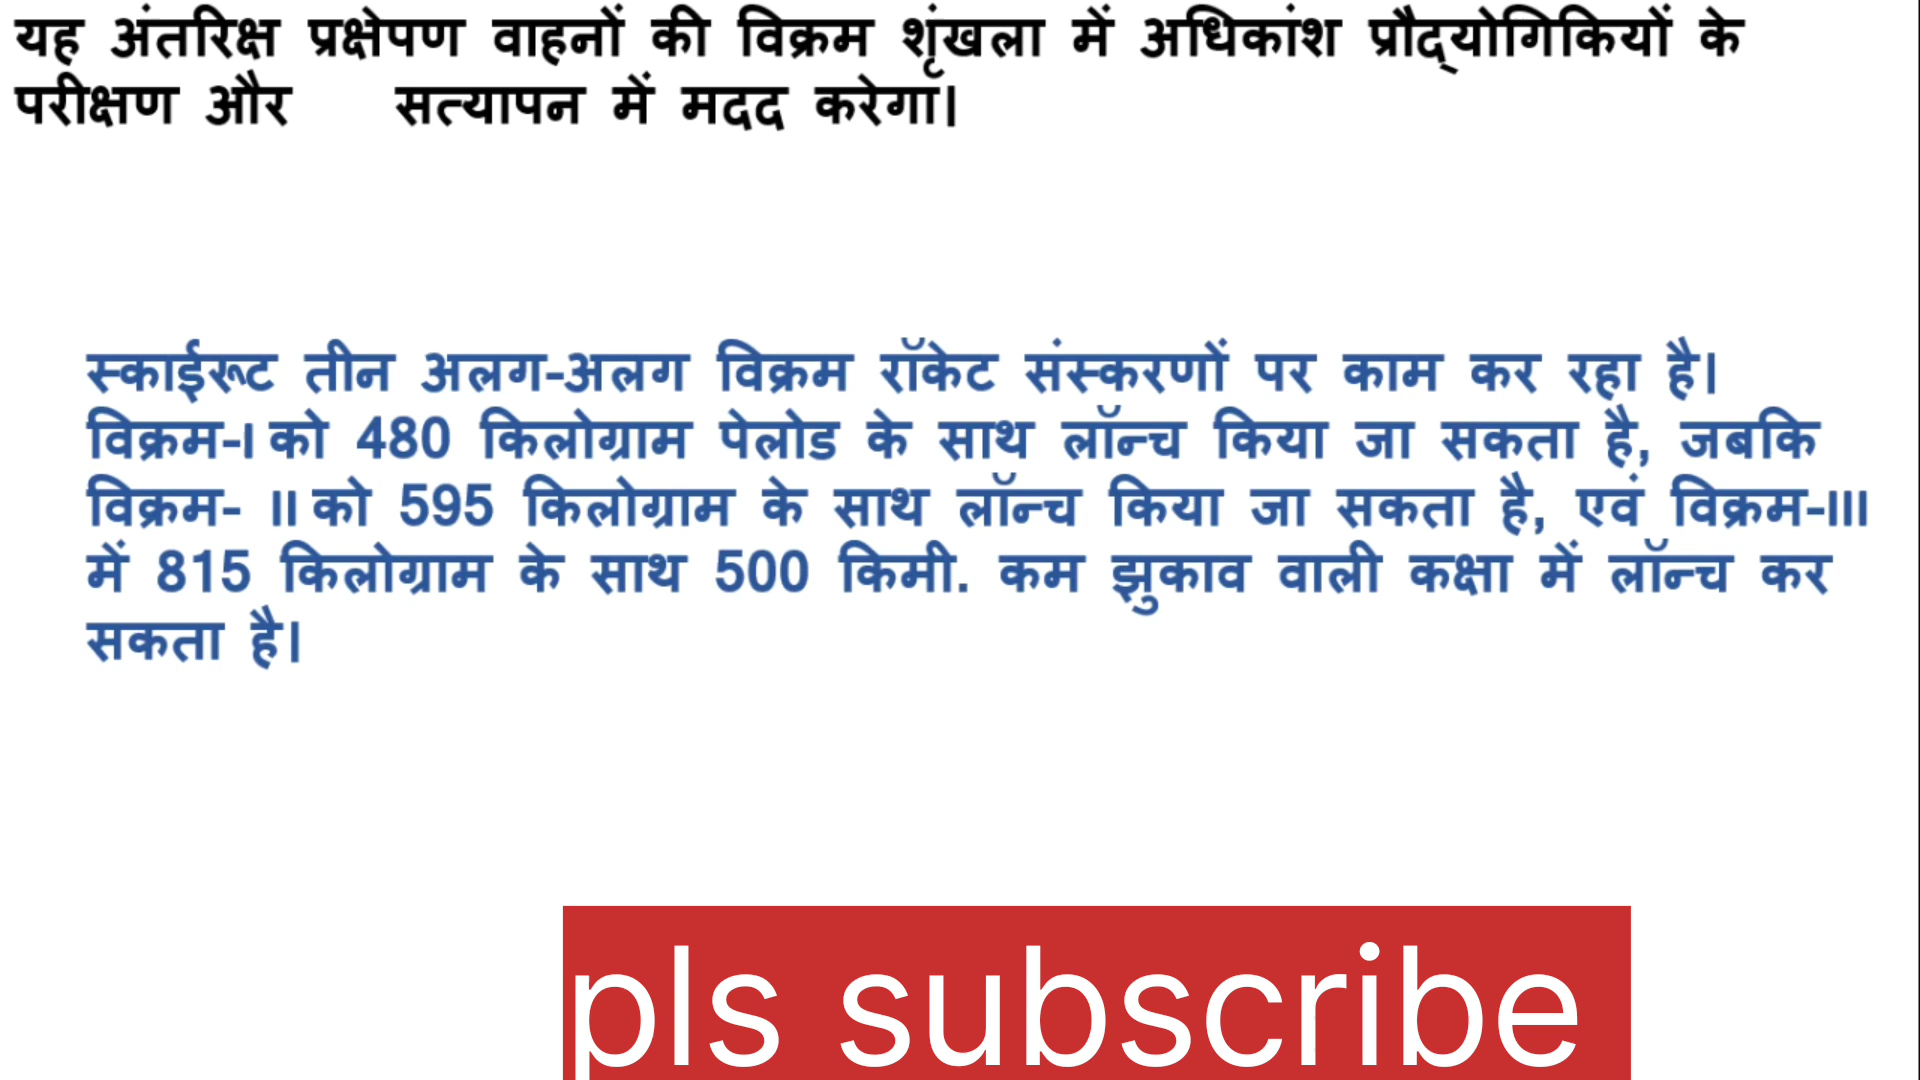 यह अंतरिक्ष प्रक्षेपण वाहनों की विक्रम शृंखला में अधिकांश प्रौद्योगिकियों के
परीक्षण और सत्यापन में मदद करेगा।
स्काईरूट तीन अलग-अलग विक्रम रॉकेट संस्करणों पर काम कर रहा है।
विक्रम-I को 480 किलोग्राम पेलोड के साथ लॉन्च किया जा सकता है, जबकि
विक्रम- II को 595 किलोग्राम के साथ लॉन्च किया जा सकता है, एवं विक्रम-III
में 815 किलोग्राम के साथ 500 किमी. कम झुकाव वाली कक्षा में लॉन्च कर
सकता है।
pls subscribe